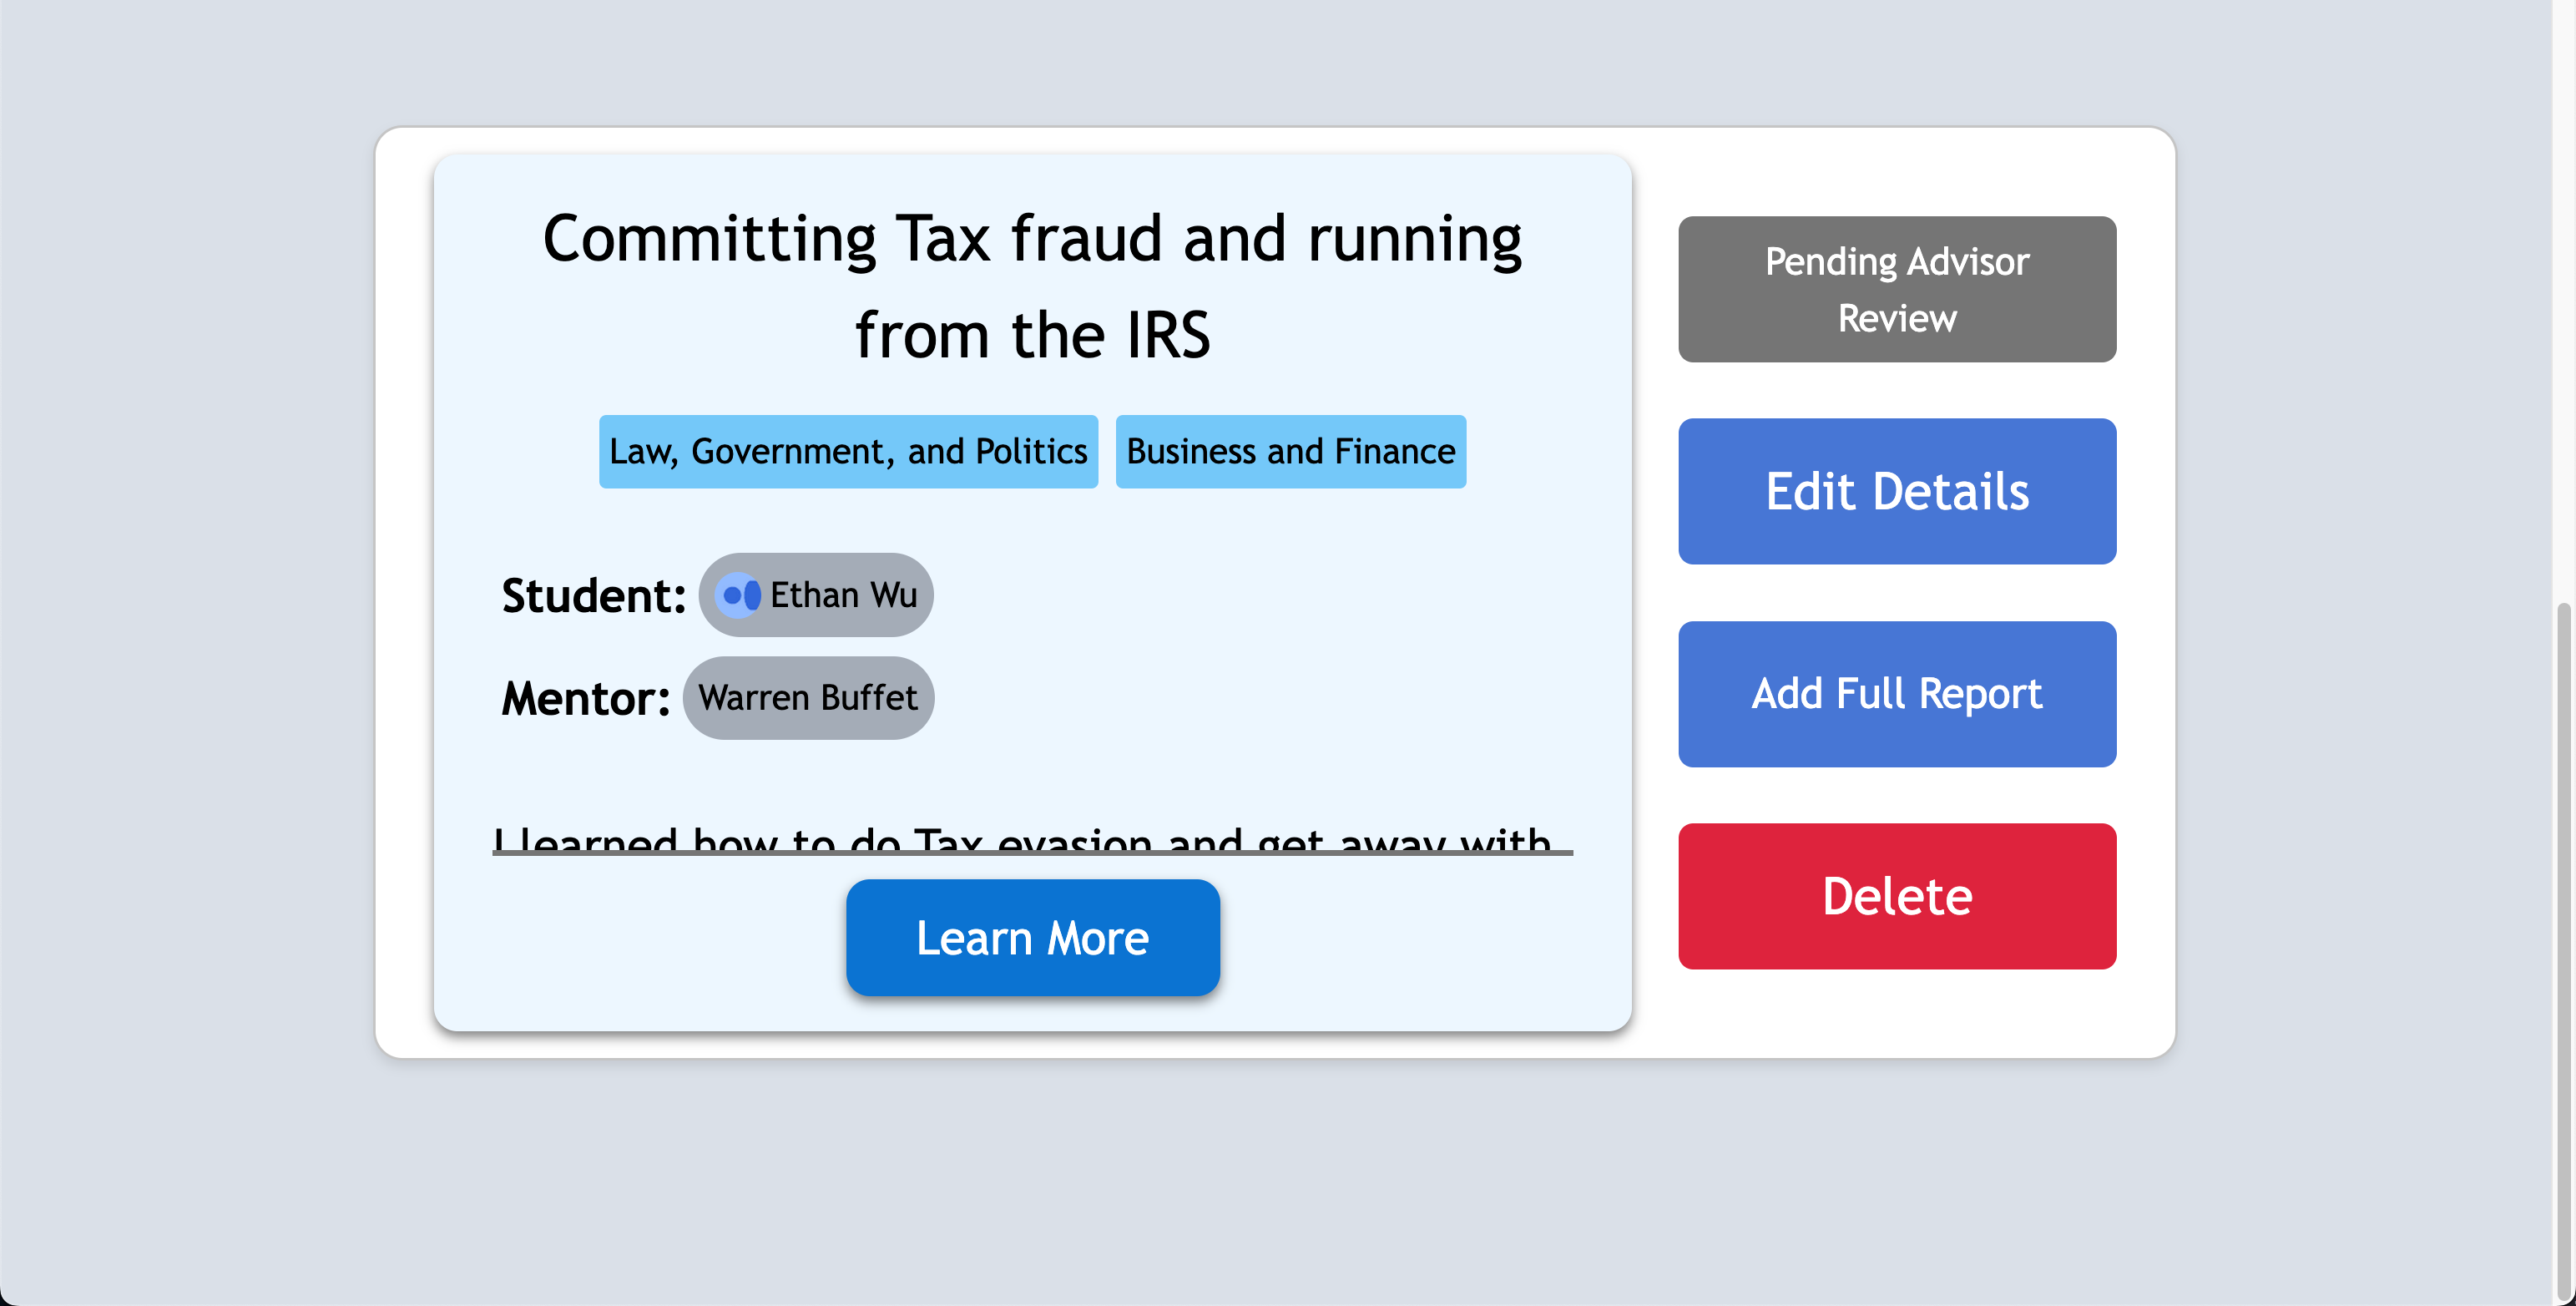 Committing Tax fraud and running
from the IRS
Law, Government, and Politics
Business and Finance
Student: Ethan Wu
Mentor: Warren Buffet
I learned how to do Tax evasion and get away with
Learn More
Pending Advisor
Review
Edit Details
Add Full Report
Delete